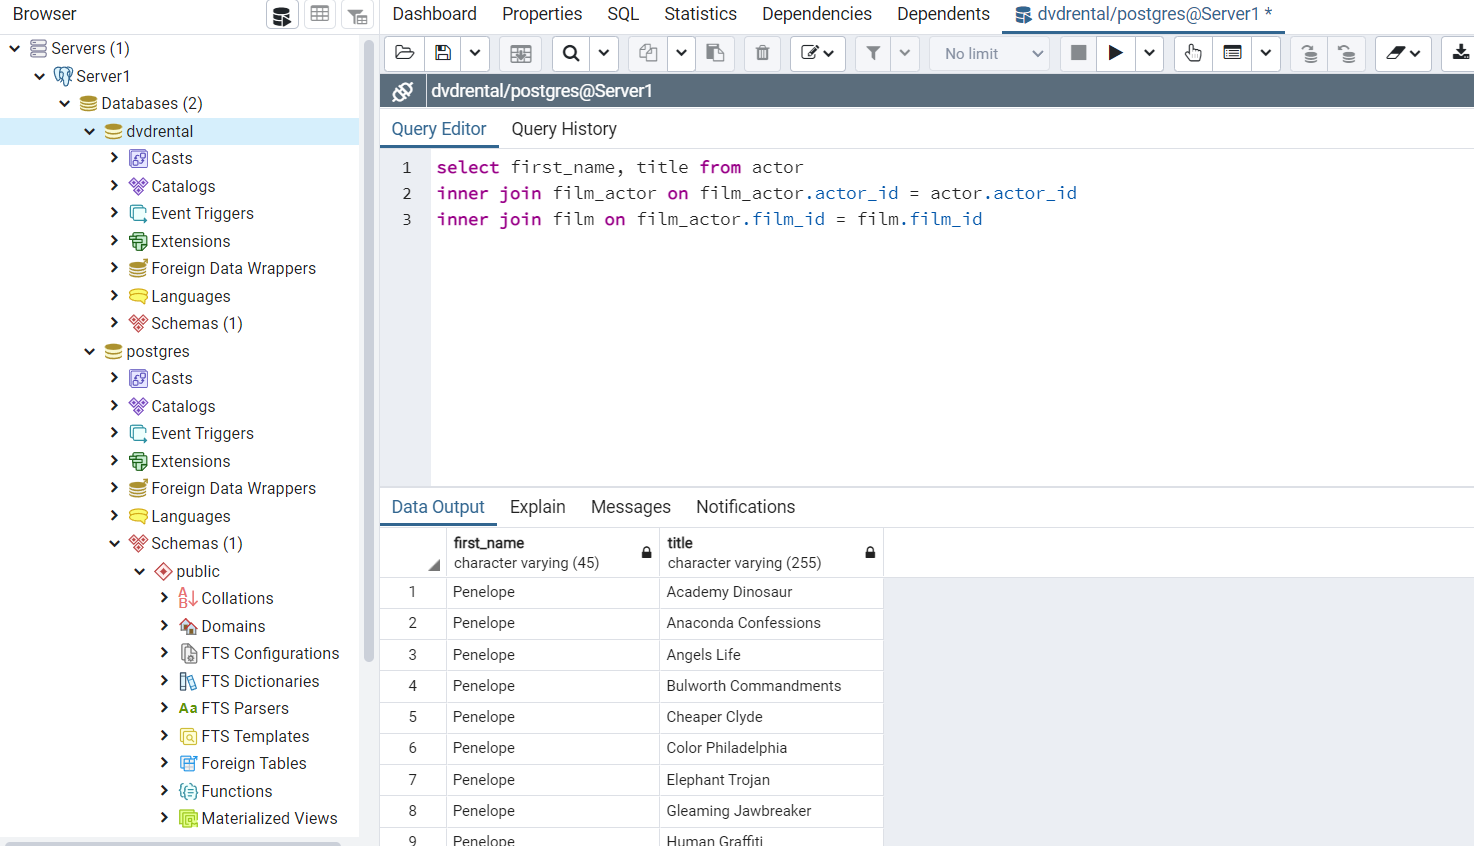 Browser
Servers (1)
Server1
Databases (2)
dvdrental
Casts
Catalogs
Event Triggers
Extensions
Foreign Data Wrappers
Languages
Schemas (1)
postgres
Casts
Catalogs
Event Triggers
Extensions
Foreign Data Wrappers
Languages
Schemas (1)
public
Collations
Domains
FTS Configurations
FTS Dictionaries
Aa FTS Parsers
FTS Templates
Foreign Tables
Functions
Materialized Views
Dashboard Properties SQL Statistics Dependencies Dependents dvdrental/postgres@Server1 *
No limit
dvdrental/postgres@Server1
Query Editor Query History
1 select first_name, title from actor
2 inner join film_actor on film_actor.actor_id = actor.actor_id
3 inner join film on film_actor.film_id = film.film_id
Data Output Explain Messages Notifications
first_name title
character varying (45) character varying (255)
1 Penelope Academy Dinosaur
2 Penelope Anaconda Confessions
3 Penelope Angels Life
4 Penelope Bulworth Commandments
5 Penelope Cheaper Clyde
6 Penelope Color Philadelphia
7 Penelope Elephant Trojan
8 Penelope Gleaming Jawbreaker
9 Penelope Human Graffiti